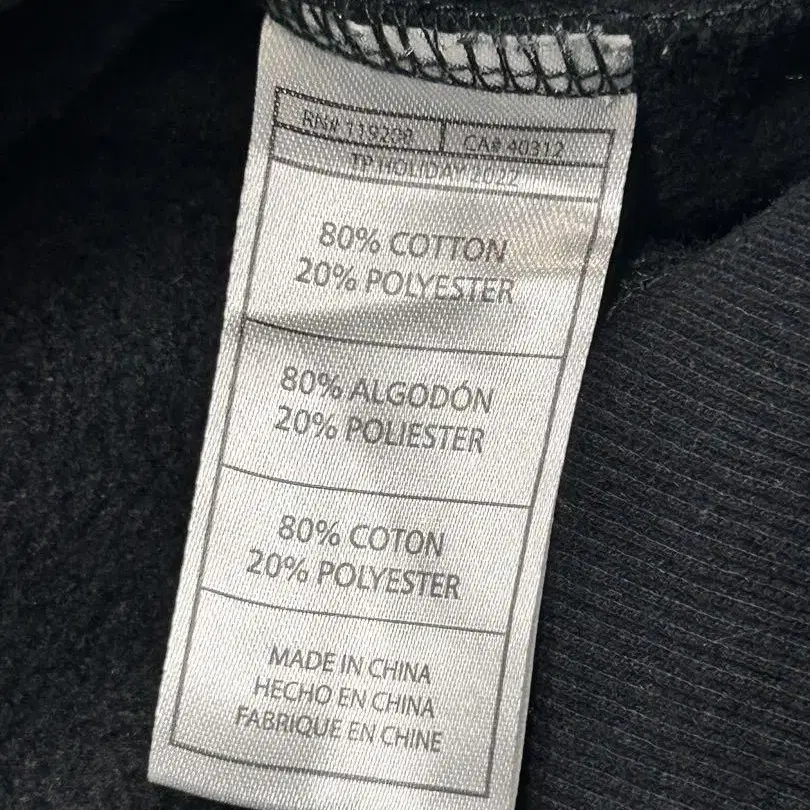 RN# 119209 CA# 40312
TP HOLIDAY 2022
80% COTTON
20% POLYESTER
80% ALGODÓN
20% POLIESTER
80% COTON
20% POLYESTER
MADE IN CHINA
HECHO EN CHINA
FABRIQUE EN CHINE